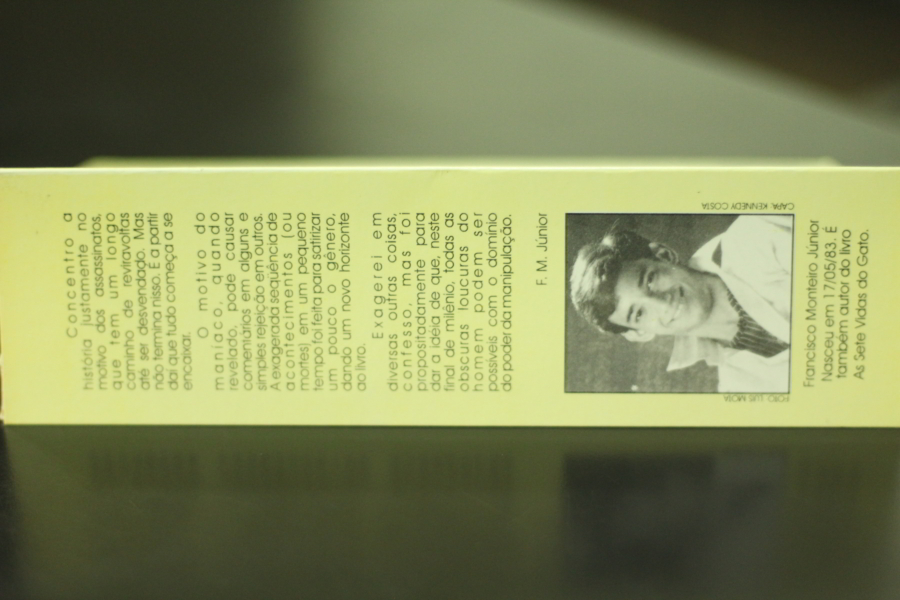 Concentro a
história justamente no
motivo dos assassinatos,
que tem um longo
caminho de reviravoltas
até ser desvendado. Mas
não termina nisso. E a partir
daí que tudo começa a se
encaixar.
O motivo do
maníaco, quando
revelado, pode causar
comentários em alguns e
simples rejeição em outros.
A exagerada seqüência de
acontecimentos (ou
mortes) em um pequeno
tempo foi feita para satirizar
um pouco o gênero,
dando um novo horizonte
ao livro.
Exagerei em
diversas outras coisas,
confesso, mas foi
propositadamente para
dar a idéia de que, neste
final de milênio, todas as
obscuras loucuras do
homem podem ser
possíveis com o domínio
do poder da manipulação.
F. M. Júnior
CAPA: KENNEDY COSTA
FOTO: LUIS MOTA
Francisco Monteiro Júnior
Nasceu em 17/05/83. É
também autor do livro
As Sete Vidas do Gato.